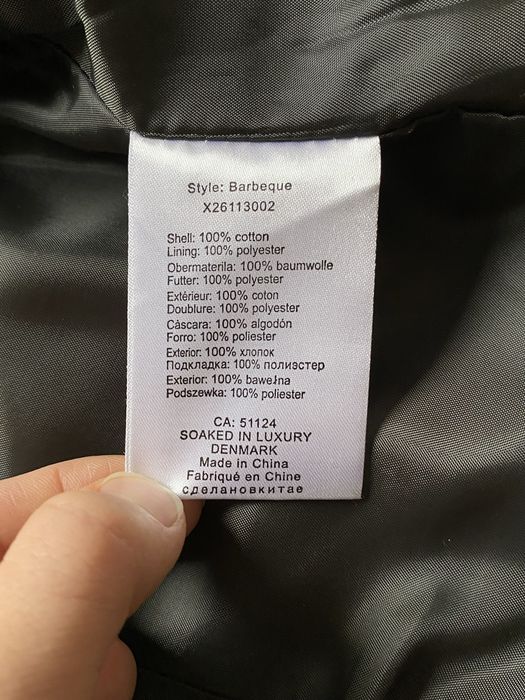 Style: Barbeque
X26113002
Shell: 100% cotton
Lining: 100% polyester
Obermaterila: 100% baumwolle
Futter: 100% polyester
Extérieur: 100% coton
Doublure: 100% polyester
Càscara: 100% algodón
Forro: 100% poliester
Exterior: 100% хлопок
Подкладка: 100% полиэстер
Exterior: 100% bawełna
Podszewka: 100% poliester
CA: 51124
SOAKED IN LUXURY
DENMARK
Made in China
Fabriqué en Chine
сделановкитае